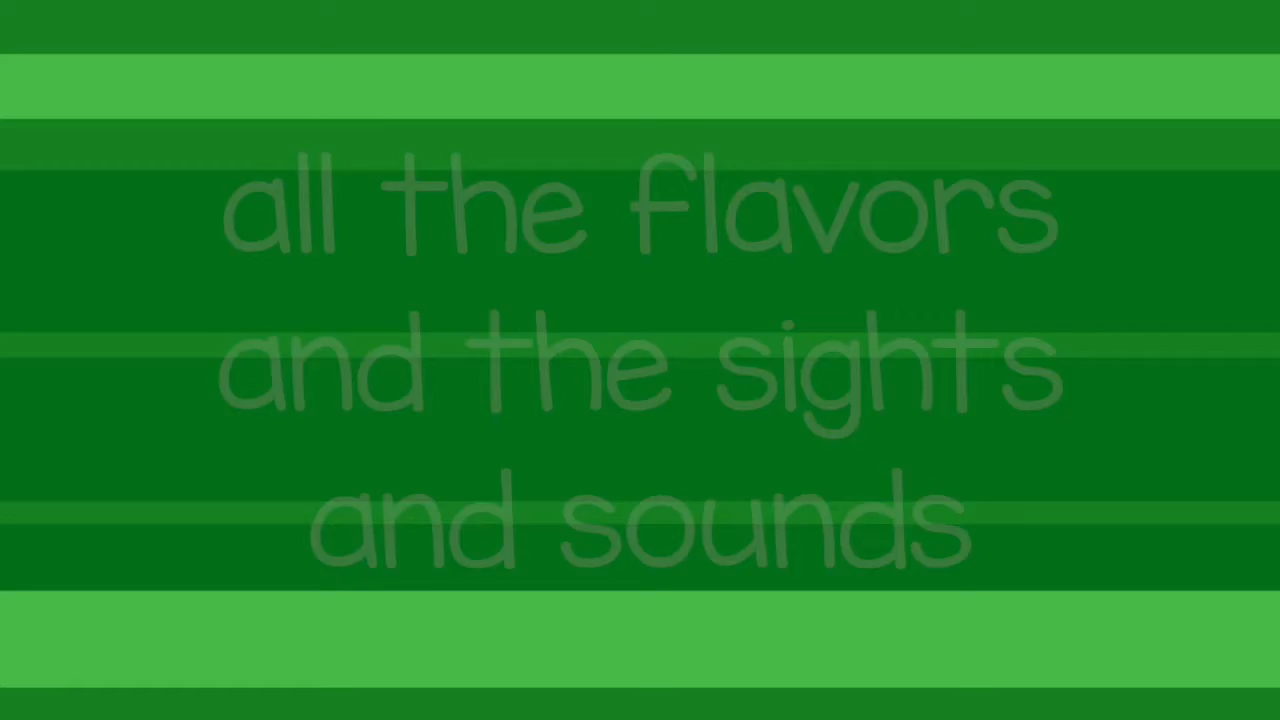 all the flavors
and the sights
and sounds